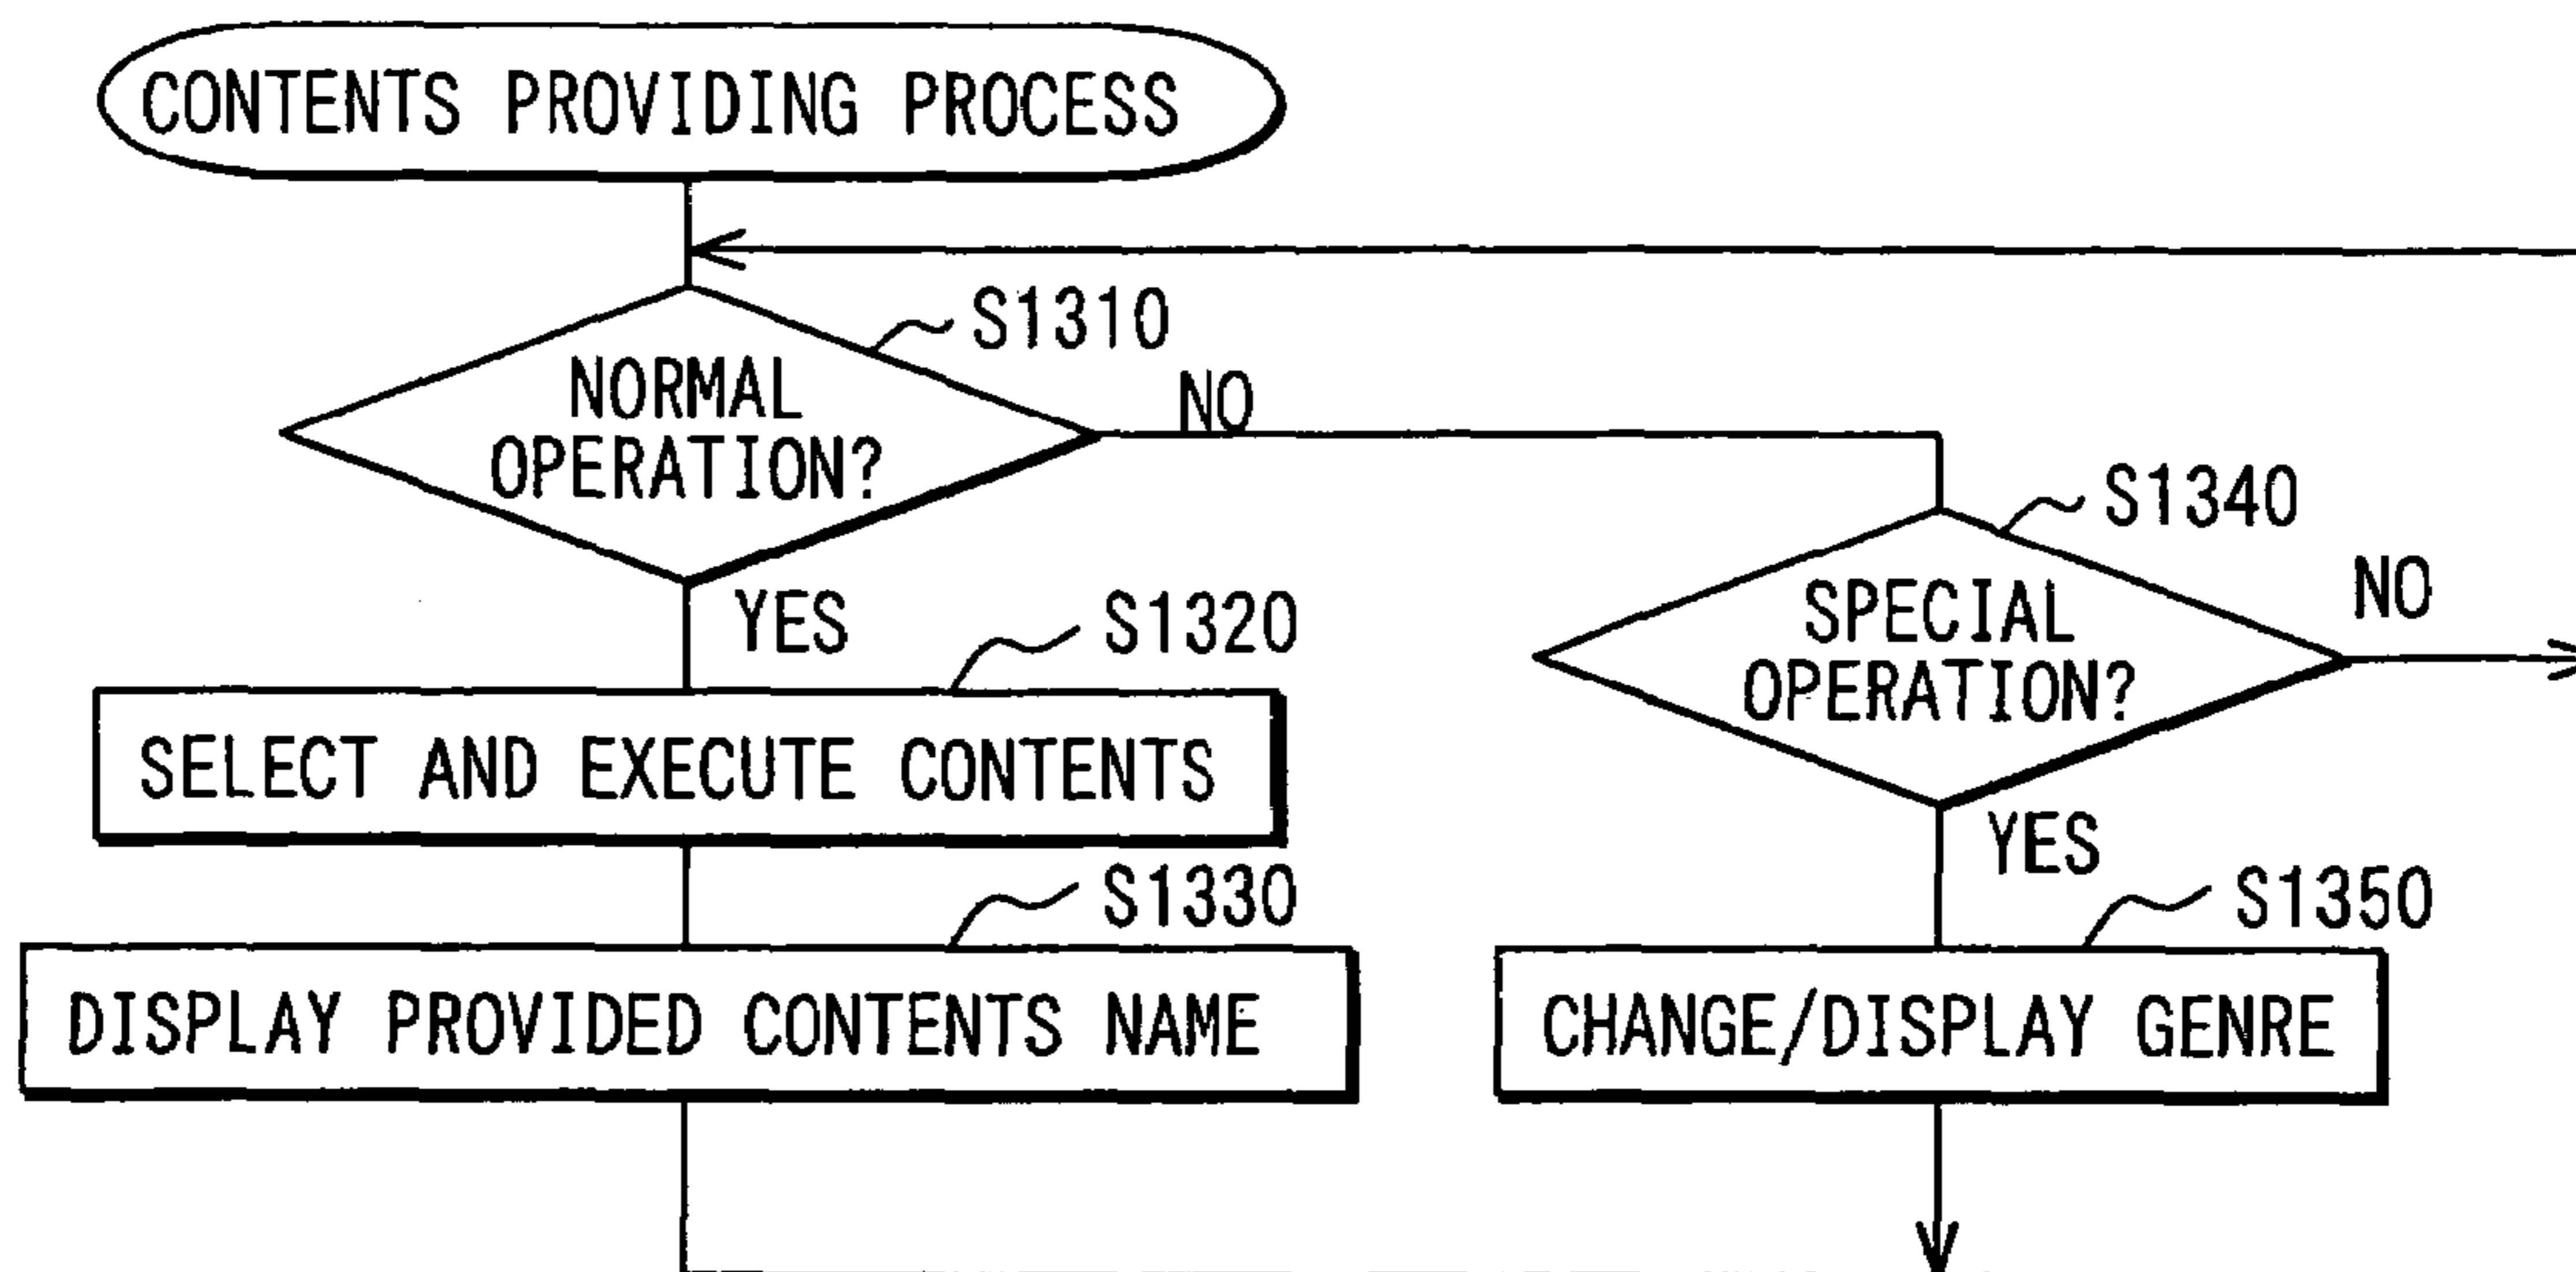 CONTENTS PROVIDING PROCESS
S1310
NORMAL
OPERATION?
NO
YES
S1320
SELECT AND EXECUTE CONTENTS
S1330
DISPLAY PROVIDED CONTENTS NAME
S1340
SPECIAL
OPERATION?
NO
YES
S1350
CHANGE/DISPLAY GENRE